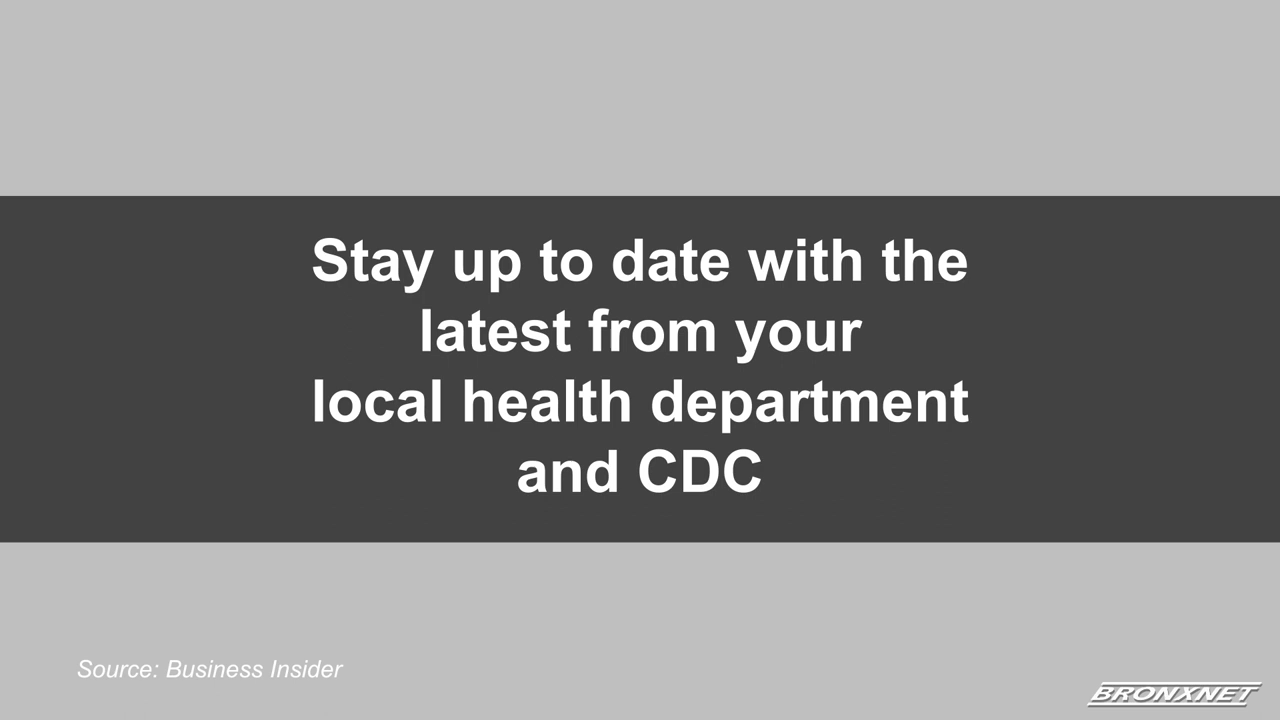 Stay up to date with the
latest from your
local health department
and CDC
Source: Business Insider
BRONXNET